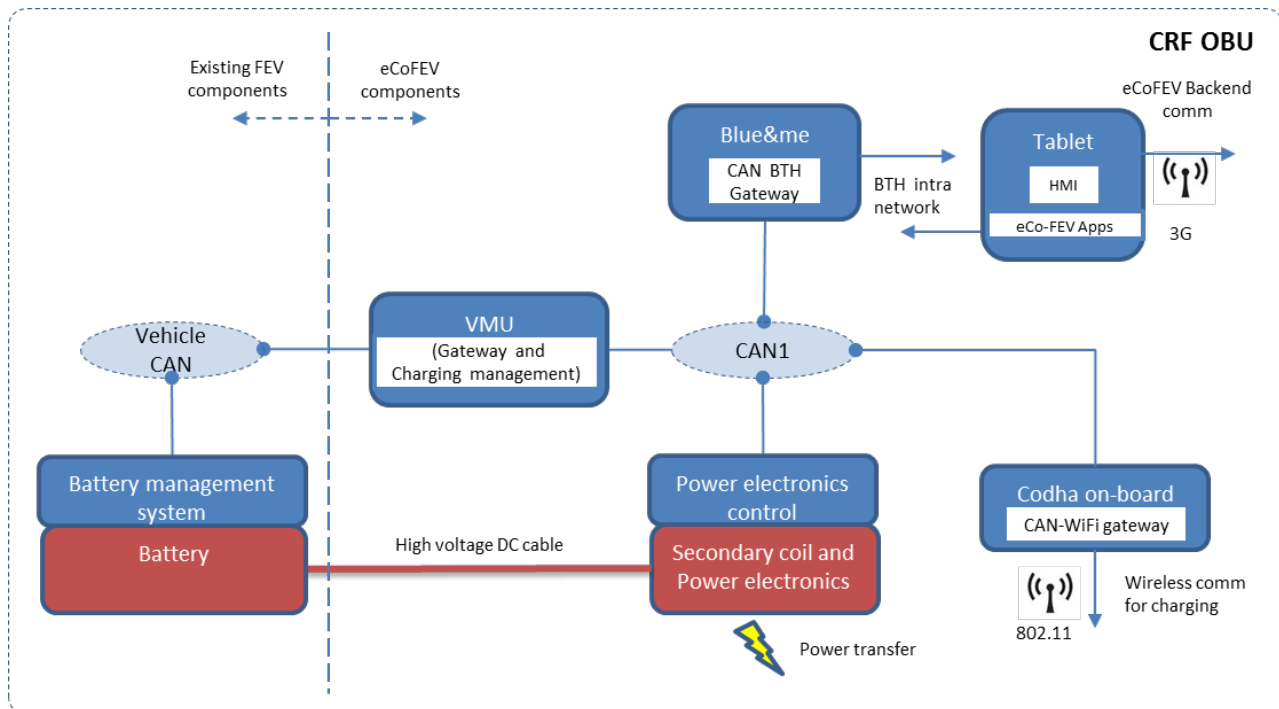 CRF OBU
Existing FEV
components
eCoFEV
components
eCoFEV Backend
comm
Blue&me
CAN BTH
Gateway
BTH intra
network
Tablet
HMI
eCo-FEV Apps
3G
Vehicle
CAN
VMU
(Gateway and
Charging management)
CAN1
Battery management
system
Battery
High voltage DC cable
Power electronics
control
Secondary coil and
Power electronics
Power transfer
Codha on-board
CAN-WiFi gateway
802.11
Wireless comm
for charging